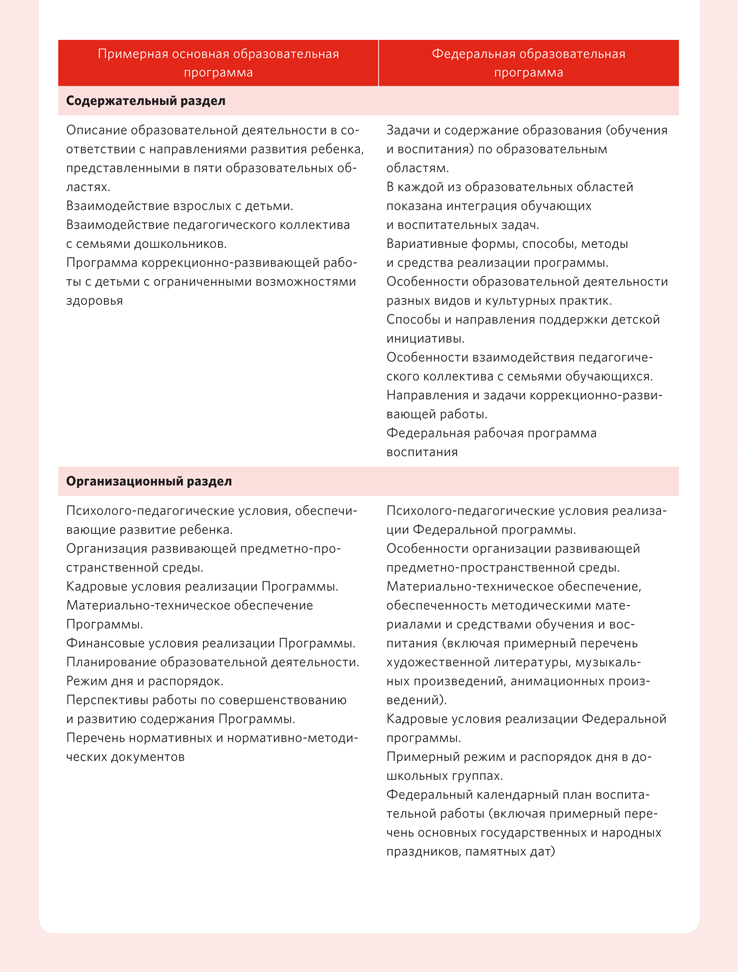 Примерная основная образовательная
программа
Федеральная образовательная
программа
Содержательный раздел
Описание образовательной деятельности в со-
ответствии с направлениями развития ребенка,
представленными в пяти образовательных об-
ластях.
Взаимодействие взрослых с детьми.
Взаимодействие педагогического коллектива
с семьями дошкольников.
Программа коррекционно-развивающей рабо-
ты с детьми с ограниченными возможностями
здоровья
Задачи и содержание образования (обучения
и воспитания) по образовательным
областям.
В каждой из образовательных областей
показана интеграция обучающих
и воспитательных задач.
Вариативные формы, способы, методы
и средства реализации программы.
Особенности образовательной деятельности
разных видов и культурных практик.
Способы и направления поддержки детской
инициативы.
Особенности взаимодействия педагогиче-
ского коллектива с семьями обучающихся.
Направления и задачи коррекционно-разви-
вающей работы.
Федеральная рабочая программа
воспитания
Организационный раздел
Психолого-педагогические условия, обеспечи-
вающие развитие ребенка.
Организация развивающей предметно-про-
странственной среды.
Кадровые условия реализации Программы.
Материально-техническое обеспечение
Программы.
Финансовые условия реализации Программы.
Планирование образовательной деятельности.
Режим дня и распорядок.
Перспективы работы по совершенствованию
и развитию содержания Программы.
Перечень нормативных и нормативно-методи-
ческих документов
Психолого-педагогические условия реализа-
ции Федеральной программы.
Особенности организации развивающей
предметно-пространственной среды.
Материально-техническое обеспечение,
обеспеченность методическими мате-
риалами и средствами обучения и вос-
питания (включая примерный перечень
художественной литературы, музыкаль-
ных произведений, анимационных произ-
ведений).
Кадровые условия реализации Федеральной
программы.
Примерный режим и распорядок дня в до-
школьных группах.
Федеральный календарный план воспита-
тельной работы (включая примерный пере-
чень основных государственных и народных
праздников, памятных дат)